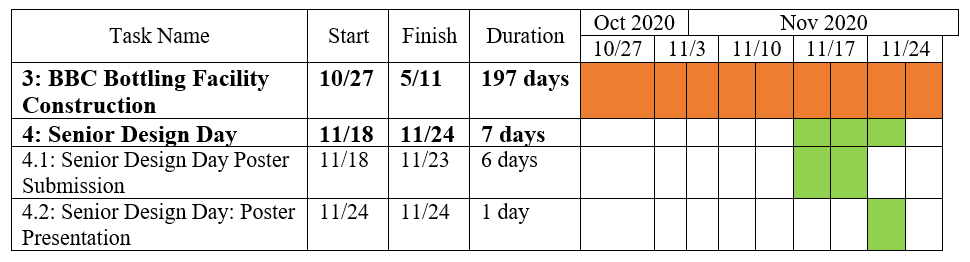 Task Name Start Finish Duration Oct 2020 Nov 2020
10/27 11/3 11/10 11/17 11/24
3: BBC Bottling Facility 10/27 5/11 197 days
Construction
4: Senior Design Day 11/18 11/24 7 days
4.1: Senior Design Day Poster 11/18 11/23 6 days
Submission
4.2: Senior Design Day: Poster 11/24 11/24 1 day
Presentation